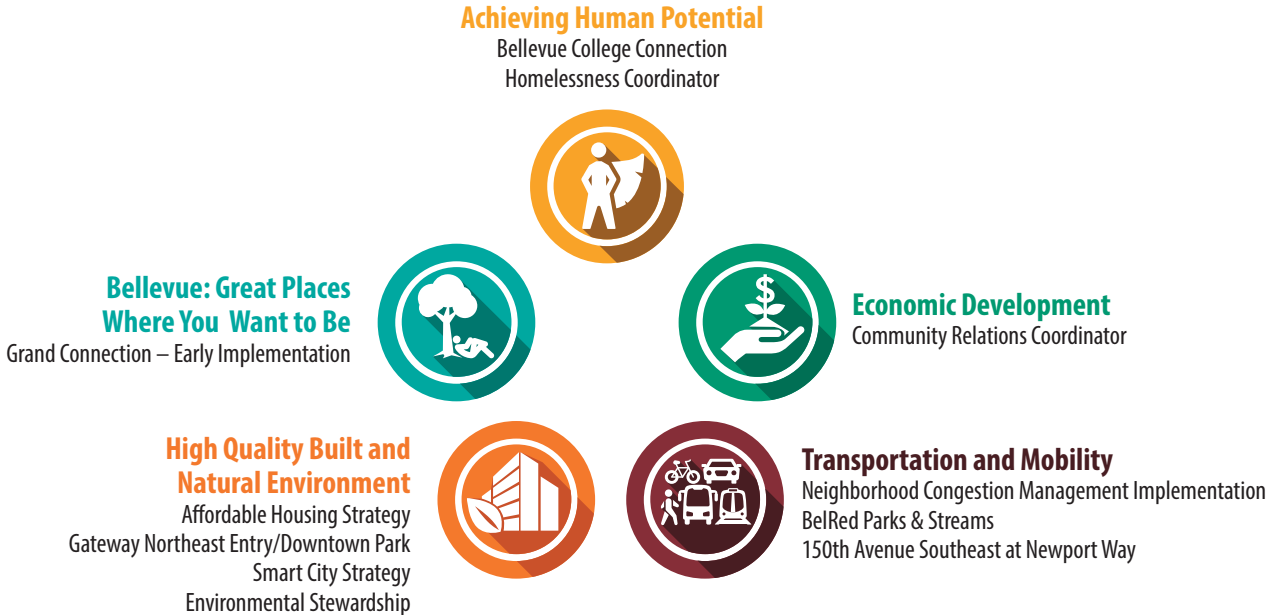 Achieving Human Potential
Bellevue College Connection
Homelessness Coordinator
Bellevue: Great Places
Where You Want to Be
Grand Connection – Early Implementation
$
Economic Development
Community Relations Coordinator
High Quality Built and
Natural Environment
Affordable Housing Strategy
Gateway Northeast Entry/Downtown Park
Smart City Strategy
Environmental Stewardship
Transportation and Mobility
Neighborhood Congestion Management Implementation
BelRed Parks & Streams
150th Avenue Southeast at Newport Way